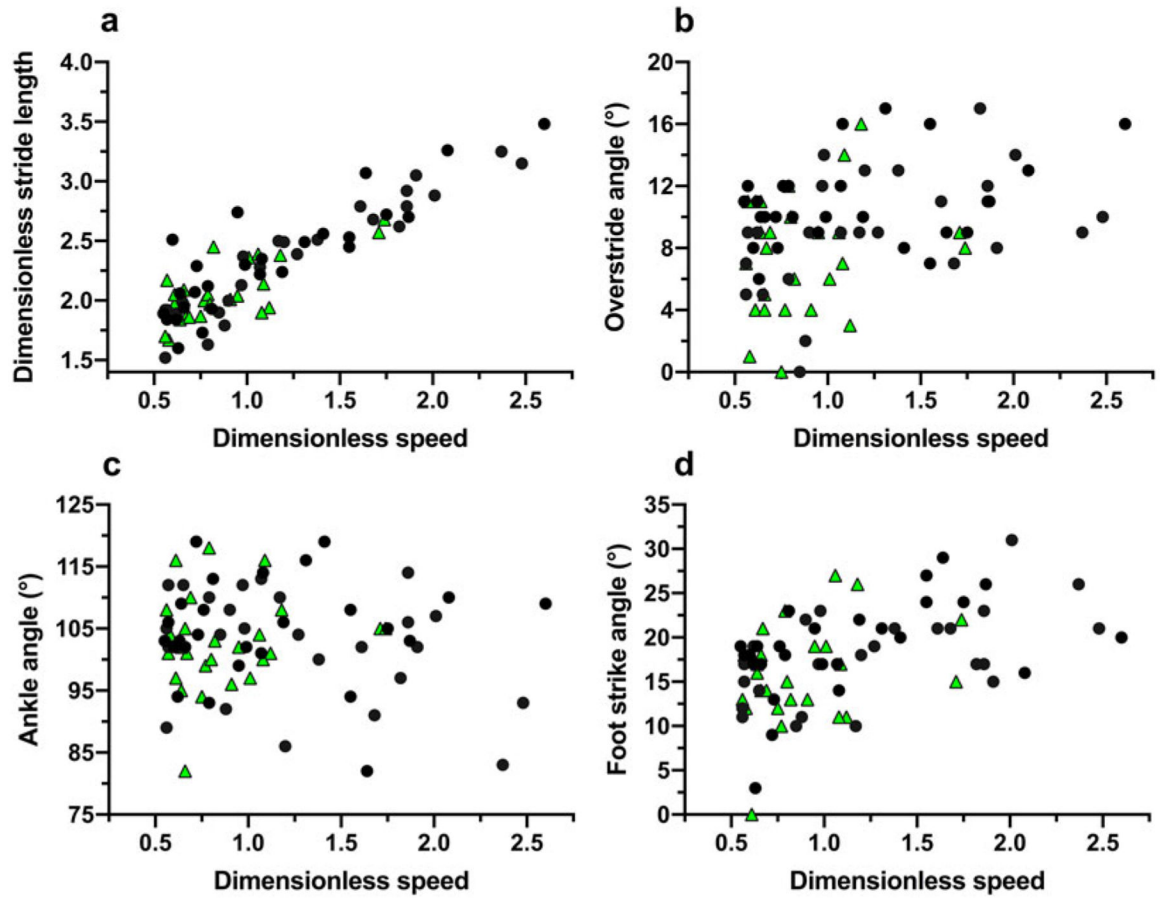 a
Dimensionless stride length
4.0
3.5
3.0
2.5
2.0
1.5
0.5 1.0 1.5 2.0 2.5
Dimensionless speed
b
Overstride angle (°)
20
16
12
8
4
0
0.5 1.0 1.5 2.0 2.5
Dimensionless speed
c
Ankle angle (°)
125
115
105
95
85
75
0.5 1.0 1.5 2.0 2.5
Dimensionless speed
d
Foot strike angle (°)
35
30
25
20
15
10
5
0
0.5 1.0 1.5 2.0 2.5
Dimensionless speed